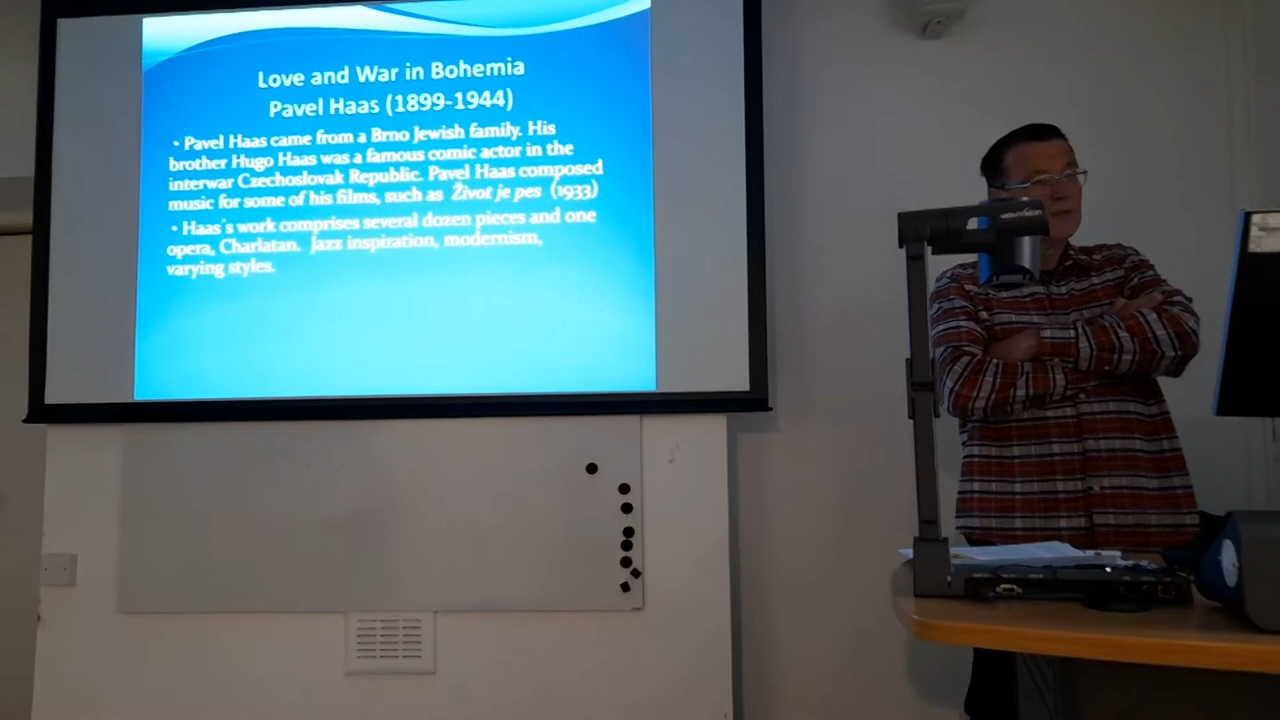 Love and War in Bohemia
Pavel Haas (1899-1944)
• Pavel Haas came from a Brno Jewish family. His
brother Hugo Haas was a famous comic actor in the
interwar Czechoslovak Republic. Pavel Haas composed
music for some of his films, such as Život je pes (1933)
• Haas´s work comprises several dozen pieces and one
opera, Charlatan. Jazz inspiration, modernism,
varying styles.